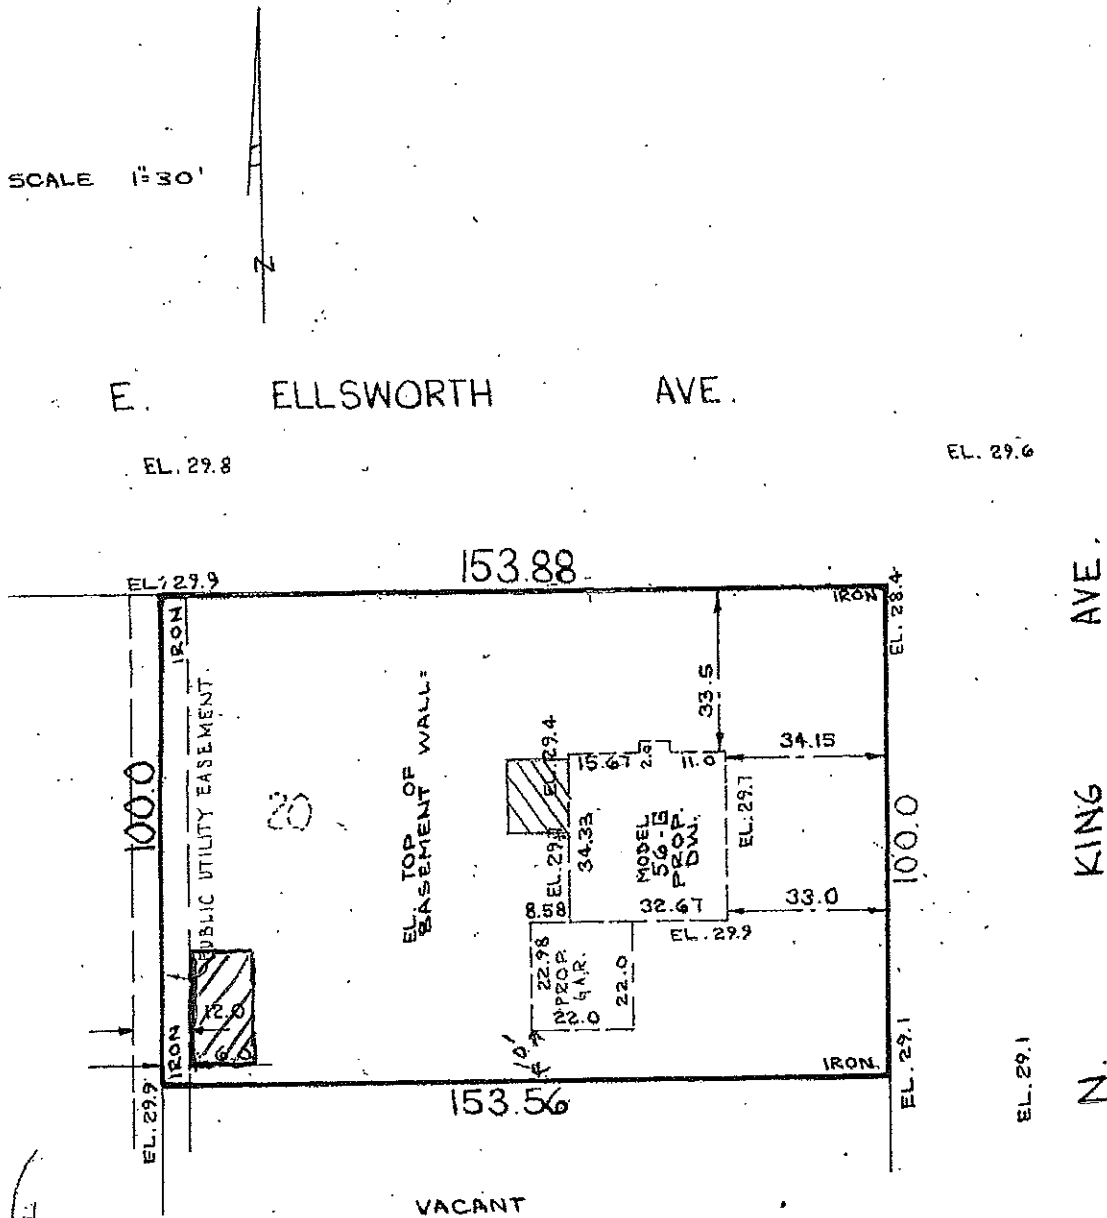 SCALE 1"=30'
N
E. ELLSWORTH AVE.
EL. 29.8
EL. 29.6
153.88
EL. 29.9
IRON
IRON
EL. 28.4
N. KING AVE.
PUBLIC UTILITY EASEMENT.
100.0
20
EL. TOP OF
BASEMENT WALL=
33.5
34.15
EL. 29.4
15.67
2.0
11.0
EL. 29.7
34.33
MODEL
56-E
PROP.
DW.
100.0
8.58
32.67
33.0
EL. 29.9
22.98
PROP.
GAR.
22.0
22.0
12.0
6.0
10'
IRON
IRON
EL. 29.9
EL. 29.1
EL. 29.1
153.56
VACANT